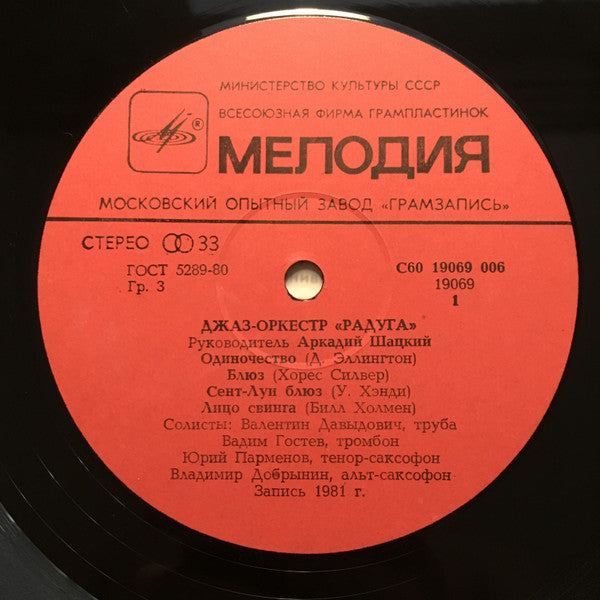 МИНИСТЕРСТВО КУЛЬТУРЫ СССР
ВСЕСОЮЗНАЯ ФИРМА ГРАМПЛАСТИНОК
®
МЕЛОДИЯ
МОСКОВСКИЙ ОПЫТНЫЙ ЗАВОД «ГРАМЗАПИСЬ»
СТЕРЕО 33
ГОСТ 5289-80
Гр. 3
С60 19069 006
19069
1
ДЖАЗ-ОРКЕСТР «РАДУГА»
Руководитель Аркадий Шацкий
Одиночество (Д. Эллингтон)
Блюз (Хорес Силвер)
Сент-Луи блюз (У. Хэнди)
Лицо свинга (Билл Холмен)
Солисты: Валентин Давыдович, труба
Вадим Гостев, тромбон
Юрий Парменов, тенор-саксофон
Владимир Добрынин, альт-саксофон
Запись 1981 г.